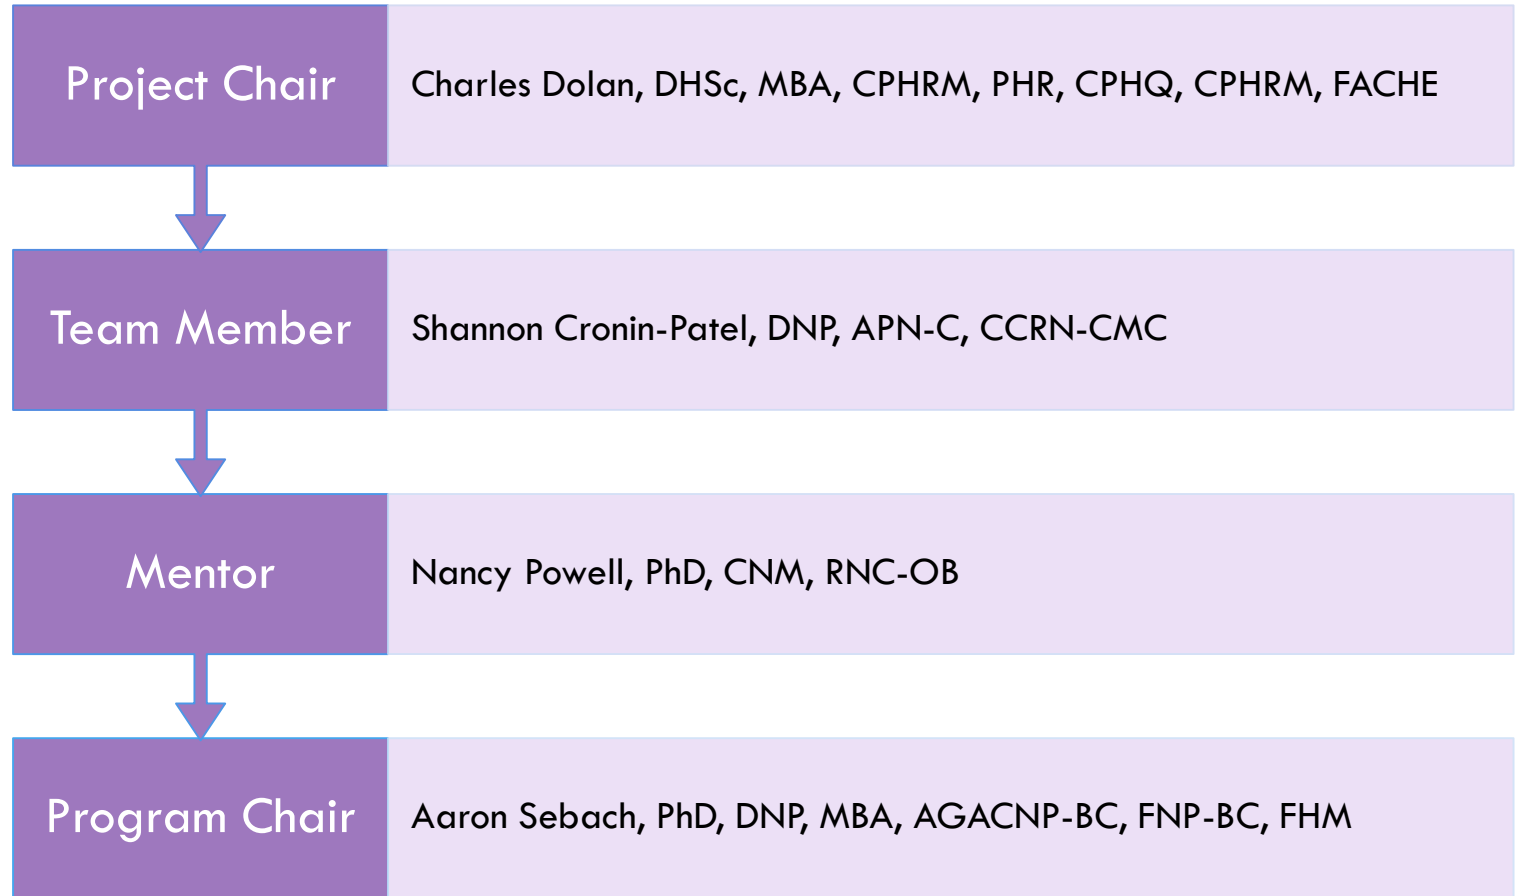 Project Chair
Charles Dolan, DHSc, MBA, CPHRM, PHR, CPHQ, CPHRM, FACHE
Team Member
Shannon Cronin-Patel, DNP, APN-C, CCRN-CMC
Mentor
Nancy Powell, PhD, CNM, RNC-OB
Program Chair
Aaron Sebach, PhD, DNP, MBA, AGACNP-BC, FNP-BC, FHM